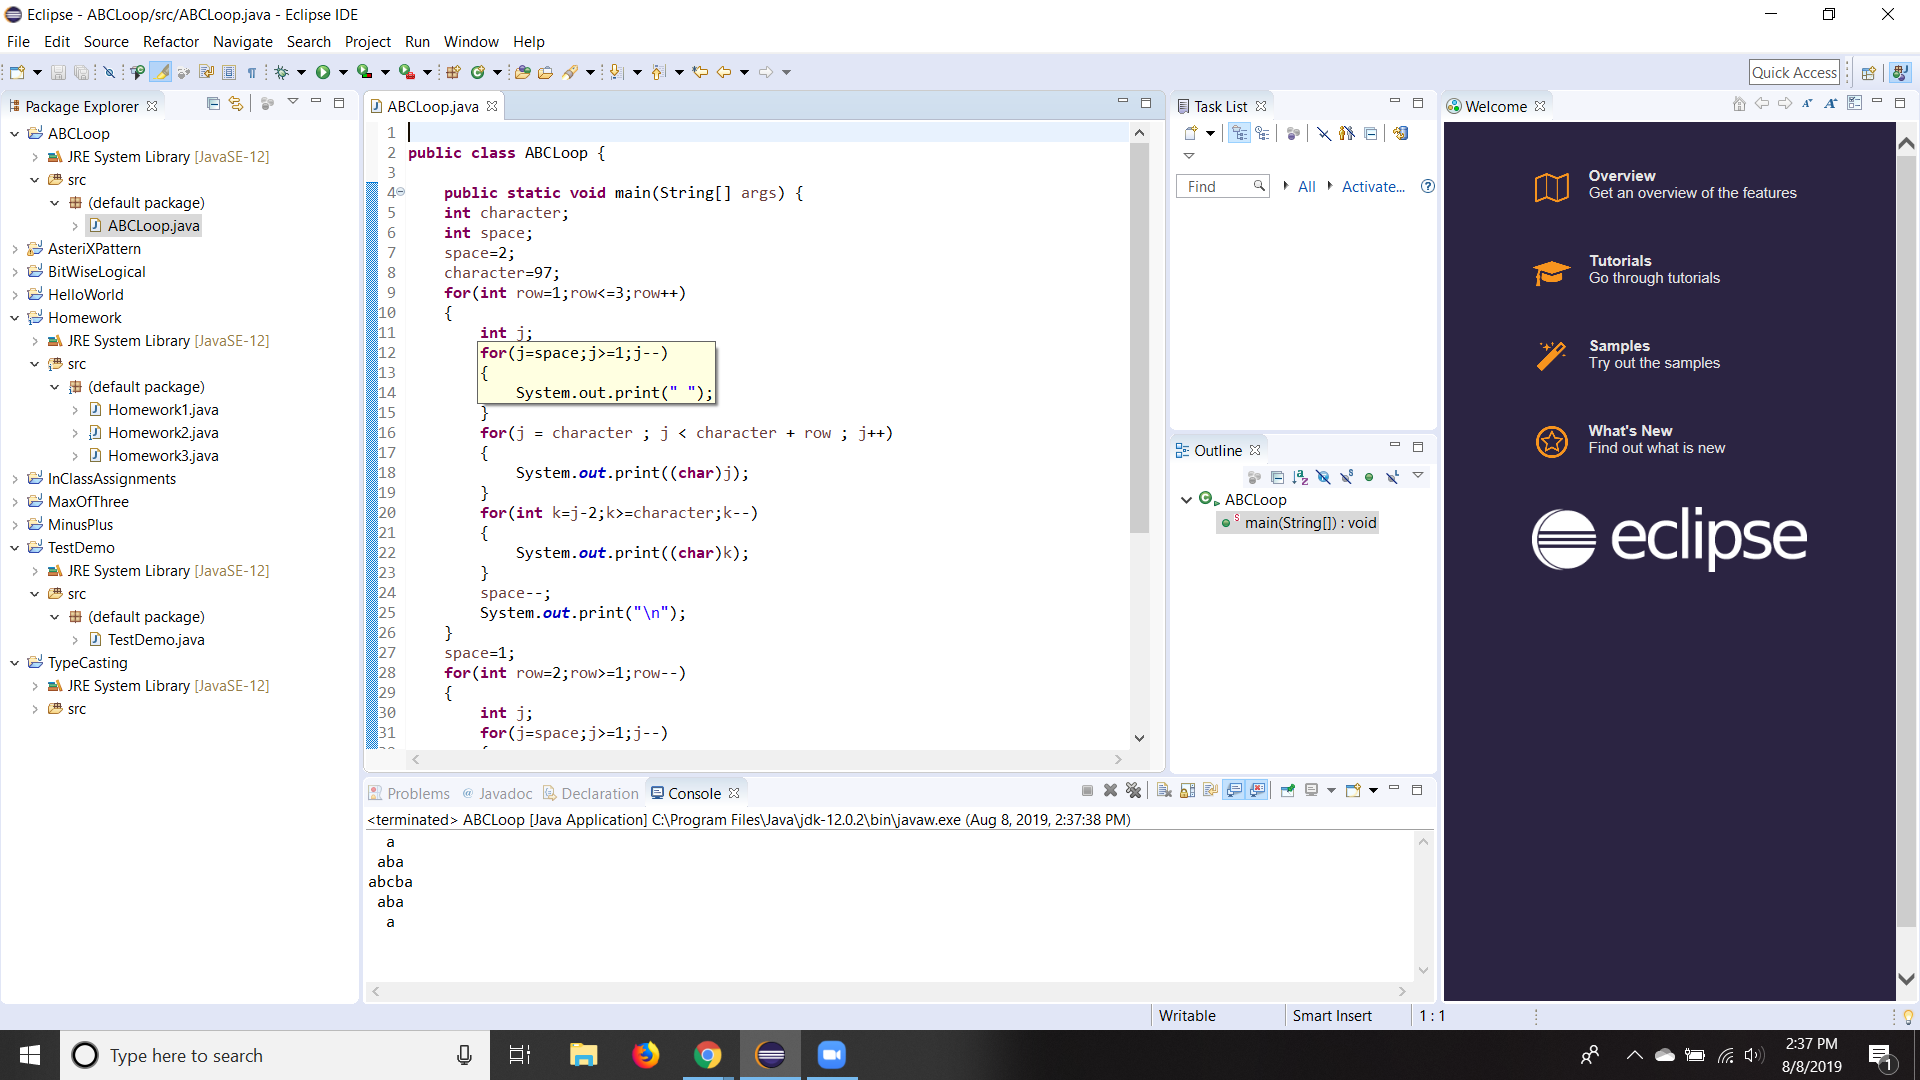 Eclipse - ABCLoop/src/ABCLoop.java - Eclipse IDE
File Edit Source Refactor Navigate Search Project Run Window Help
Quick Access
Package Explorer
ABCLoop
JRE System Library [JavaSE-12]
src
(default package)
ABCLoop.java
AsteriXPattern
BitWiseLogical
HelloWorld
Homework
JRE System Library [JavaSE-12]
src
(default package)
Homework1.java
Homework2.java
Homework3.java
InClassAssignments
MaxOfThree
MinusPlus
TestDemo
JRE System Library [JavaSE-12]
src
(default package)
TestDemo.java
TypeCasting
JRE System Library [JavaSE-12]
src
ABCLoop.java
1
2 public class ABCLoop {
3
4     public static void main(String[] args) {
5     int character;
6     int space;
7     space=2;
8     character=97;
9     for(int row=1;row<=3;row++)
10     {
11         int j;
12         for(j=space;j>=1;j--)
13         {
14             System.out.print(" ");
15         }
16         for(j = character ; j < character + row ; j++)
17         {
18             System.out.print((char)j);
19         }
20         for(int k=j-2;k>=character;k--)
21         {
22             System.out.print((char)k);
23         }
24         space--;
25         System.out.print("\n");
26     }
27     space=1;
28     for(int row=2;row>=1;row--)
29     {
30         int j;
31         for(j=space;j>=1;j--)
Task List
Find All Activate...
Outline
ABCLoop
main(String[]) : void
Welcome
Overview
Get an overview of the features
Tutorials
Go through tutorials
Samples
Try out the samples
What's New
Find out what is new
eclipse
Problems @ Javadoc Declaration Console
<terminated> ABCLoop [Java Application] C:\Program Files\Java\jdk-12.0.2\bin\javaw.exe (Aug 8, 2019, 2:37:38 PM)
  a
 aba
abcba
 aba
  a
Writable Smart Insert 1 : 1
Type here to search
2:37 PM
8/8/2019
1